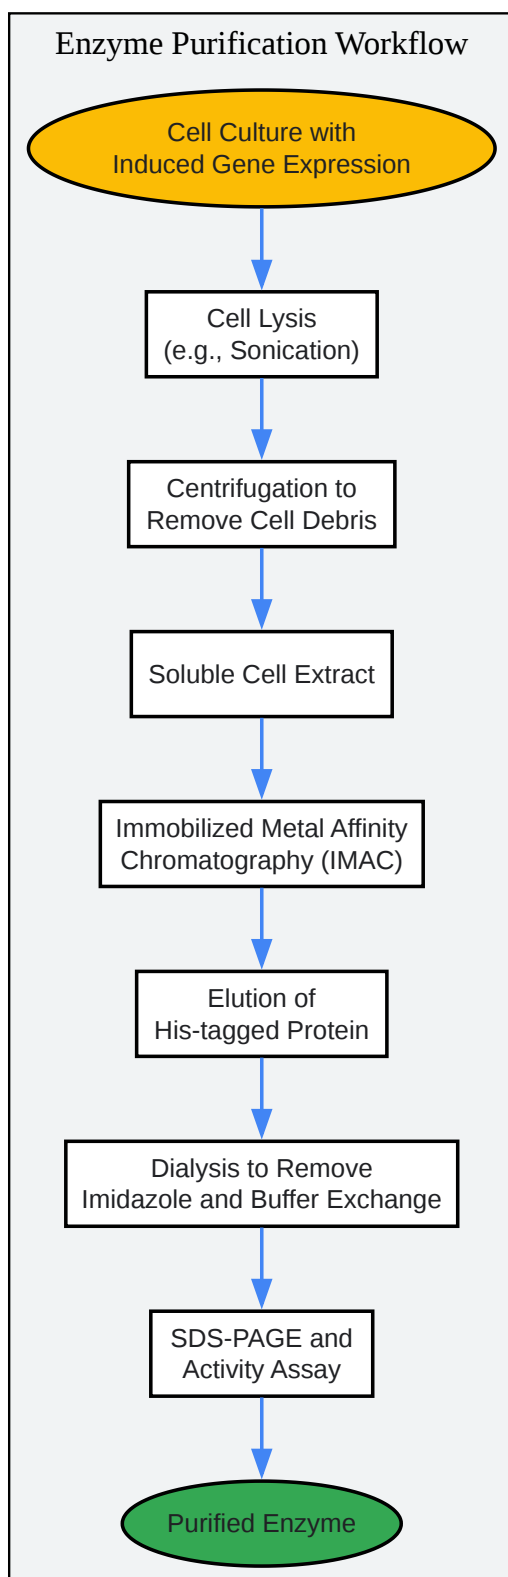 Enzyme Purification Workflow
Cell Culture with
Induced Gene Expression
Cell Lysis
(e.g., Sonication)
Centrifugation to
Remove Cell Debris
Soluble Cell Extract
Immobilized Metal Affinity
Chromatography (IMAC)
Elution of
His-tagged Protein
Dialysis to Remove
Imidazole and Buffer Exchange
SDS-PAGE and
Activity Assay
Purified Enzyme